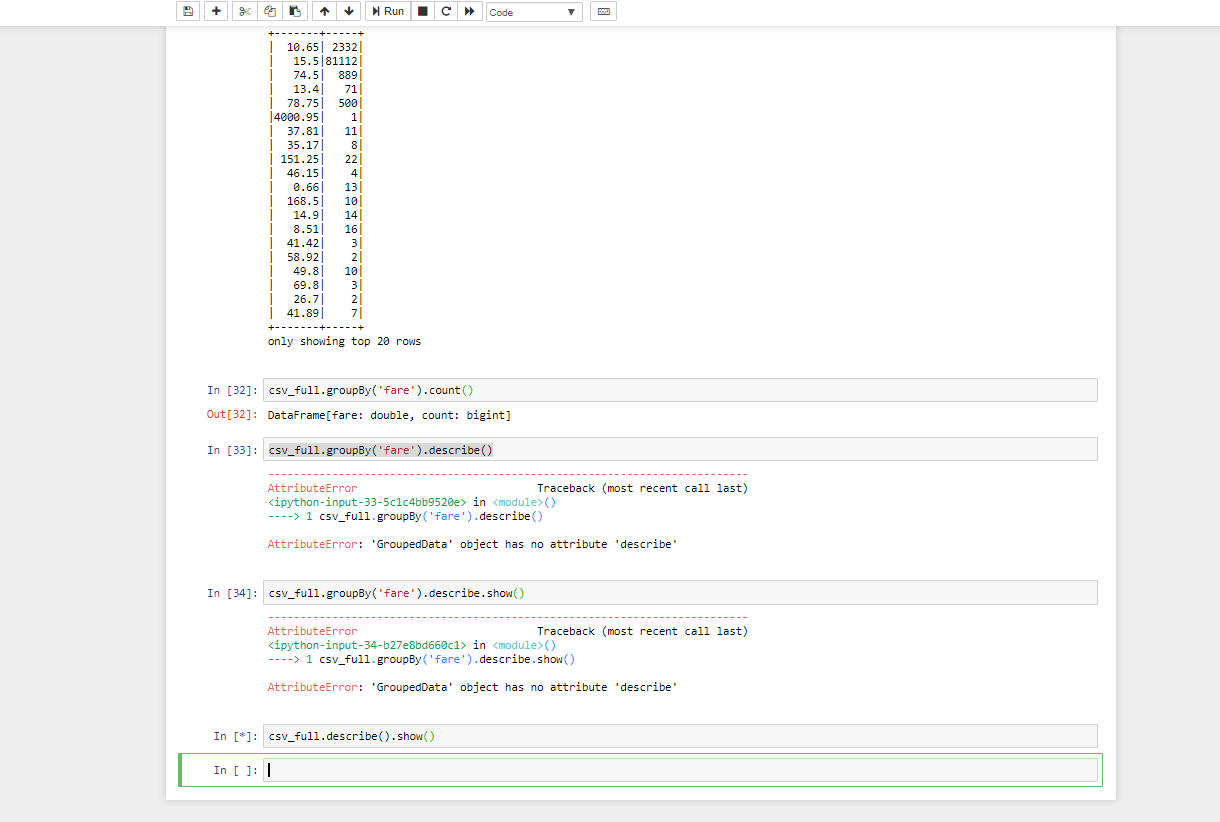 Run
Code
+-------+-----+
|  10.65| 2332|
|   15.5|81112|
|   74.5|  889|
|   13.4|   71|
|  78.75|  500|
|4000.95|    1|
|  37.81|   11|
|  35.17|    8|
| 151.25|   22|
|  46.15|    4|
|   0.66|   13|
|  168.5|   10|
|   14.9|   14|
|   8.51|   16|
|  41.42|    3|
|  58.92|    2|
|   49.8|   10|
|   69.8|    3|
|   26.7|    2|
|  41.89|    7|
+-------+-----+
only showing top 20 rows
In [32]: csv_full.groupBy('fare').count()
Out[32]: DataFrame[fare: double, count: bigint]
In [33]: csv_full.groupBy('fare').describe()
---------------------------------------------------------------------------
AttributeError                            Traceback (most recent call last)
<ipython-input-33-5c1c4bb9520e> in <module>()
----> 1 csv_full.groupBy('fare').describe()
AttributeError: 'GroupedData' object has no attribute 'describe'
In [34]: csv_full.groupBy('fare').describe.show()
---------------------------------------------------------------------------
AttributeError                            Traceback (most recent call last)
<ipython-input-34-b27e8bd660c1> in <module>()
----> 1 csv_full.groupBy('fare').describe.show()
AttributeError: 'GroupedData' object has no attribute 'describe'
In [*]: csv_full.describe().show()
In [ ]: